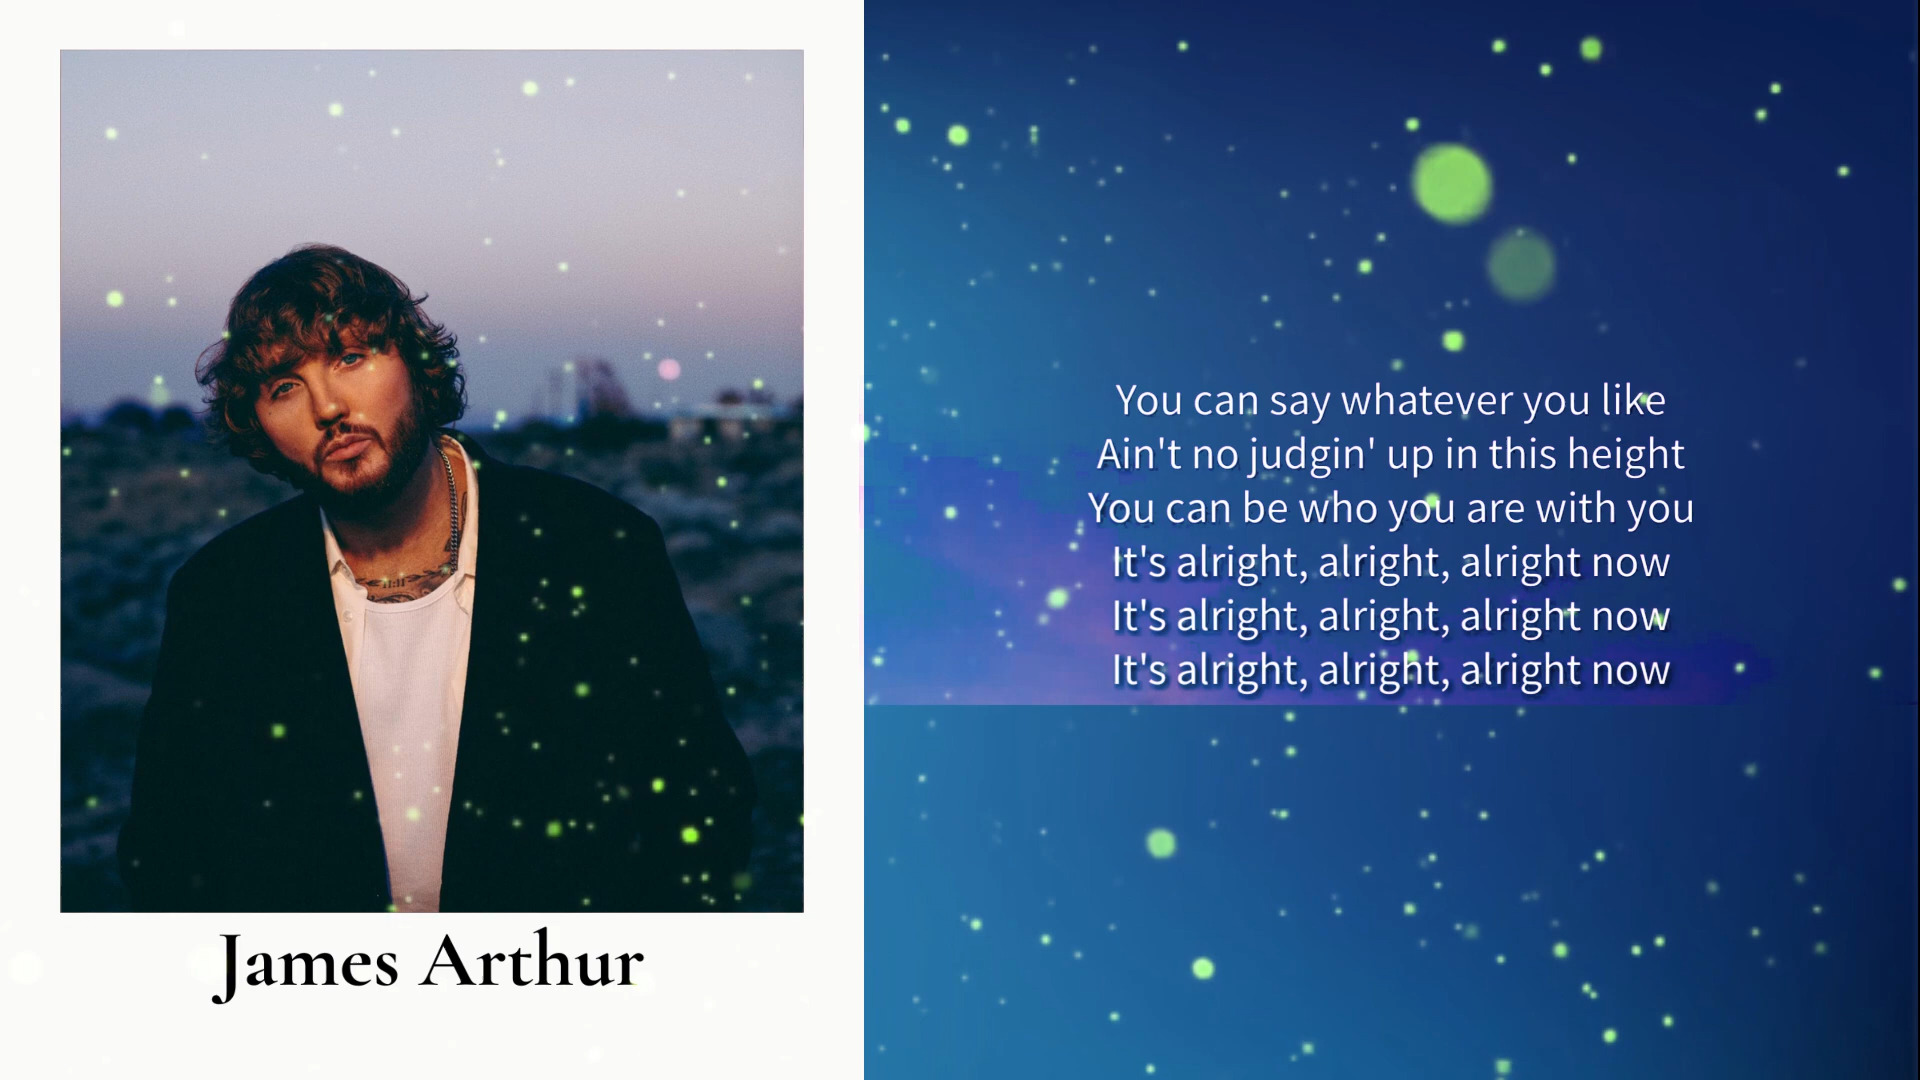 James Arthur
You can say whatever you like
Ain't no judgin' up in this height
You can be who you are with you
It's alright, alright, alright now
It's alright, alright, alright now
It's alright, alright, alright now